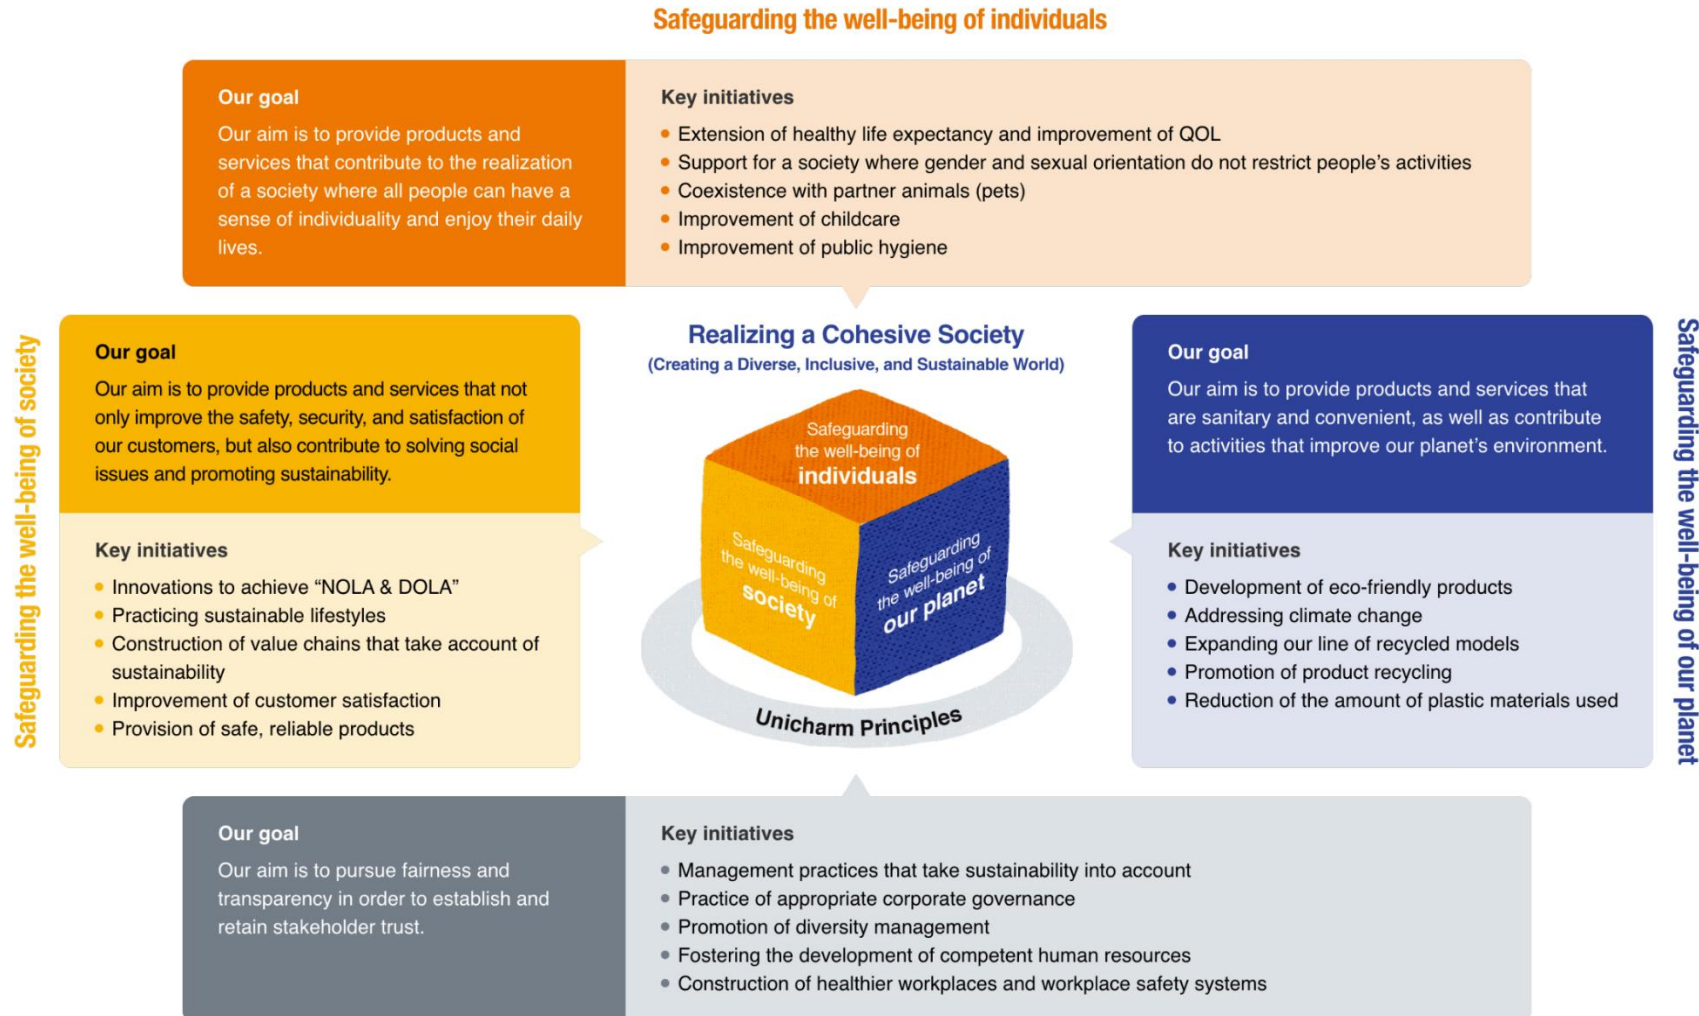 Safeguarding the well-being of individuals
Our goal
Our aim is to provide products and
services that contribute to the realization
of a society where all people can have a
sense of individuality and enjoy their daily
lives.
Key initiatives
• Extension of healthy life expectancy and improvement of QOL
• Support for a society where gender and sexual orientation do not restrict people’s activities
• Coexistence with partner animals (pets)
• Improvement of childcare
• Improvement of public hygiene
Safeguarding the well-being of society
Our goal
Our aim is to provide products and services that not
only improve the safety, security, and satisfaction of
our customers, but also contribute to solving social
issues and promoting sustainability.
Key initiatives
• Innovations to achieve “NOLA & DOLA”
• Practicing sustainable lifestyles
• Construction of value chains that take account of
sustainability
• Improvement of customer satisfaction
• Provision of safe, reliable products
Realizing a Cohesive Society
(Creating a Diverse, Inclusive, and Sustainable World)
Safeguarding
the well-being of
individuals
Safeguarding
the well-being of
society
Safeguarding
the well-being of
our planet
Unicharm Principles
Our goal
Our aim is to provide products and services that
are sanitary and convenient, as well as contribute
to activities that improve our planet’s environment.
Key initiatives
• Development of eco-friendly products
• Addressing climate change
• Expanding our line of recycled models
• Promotion of product recycling
• Reduction of the amount of plastic materials used
Safeguarding the well-being of our planet
Our goal
Our aim is to pursue fairness and
transparency in order to establish and
retain stakeholder trust.
Key initiatives
• Management practices that take sustainability into account
• Practice of appropriate corporate governance
• Promotion of diversity management
• Fostering the development of competent human resources
• Construction of healthier workplaces and workplace safety systems